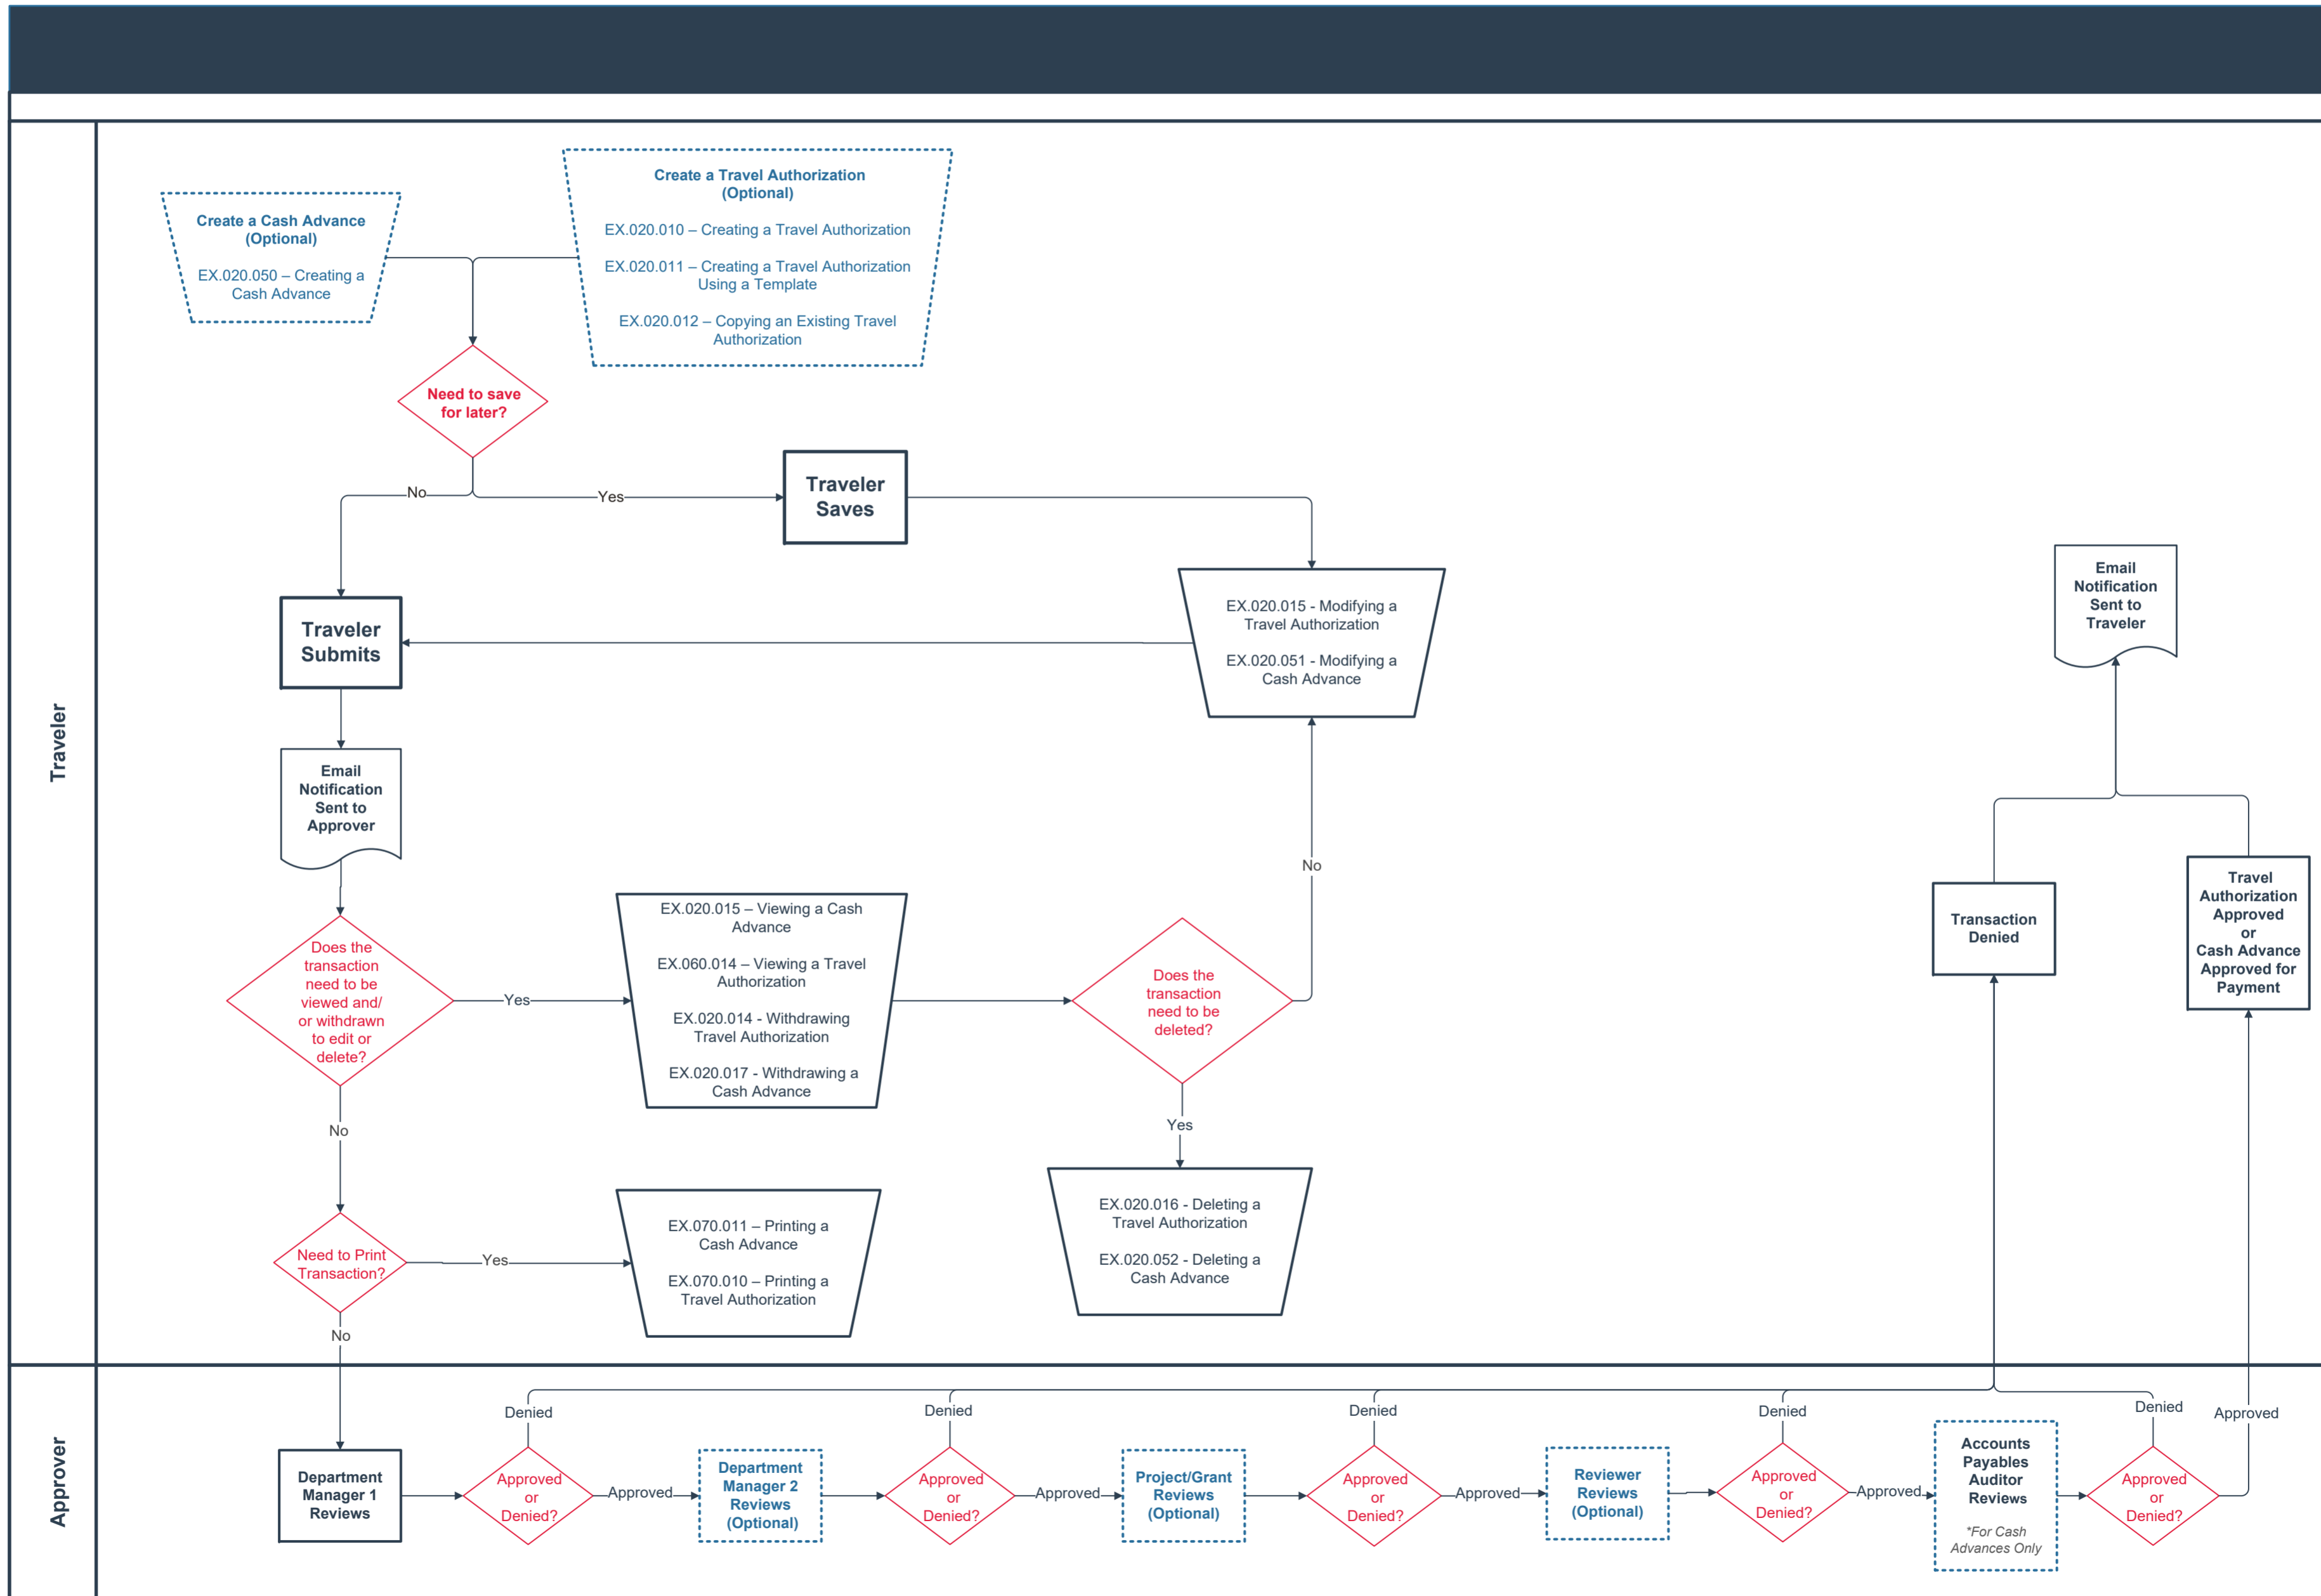 Traveler
Create a Cash Advance
(Optional)
EX.020.050 – Creating a
Cash Advance
Create a Travel Authorization
(Optional)
EX.020.010 – Creating a Travel Authorization
EX.020.011 – Creating a Travel Authorization
Using a Template
EX.020.012 – Copying an Existing Travel
Authorization
Need to save
for later?
No
Yes
Traveler
Saves
Traveler
Submits
EX.020.015 - Modifying a
Travel Authorization
EX.020.051 - Modifying a
Cash Advance
Email
Notification
Sent to
Traveler
Email
Notification
Sent to
Approver
No
Does the
transaction
need to be
viewed and/
or withdrawn
to edit or
delete?
Yes
EX.020.015 – Viewing a Cash
Advance
EX.060.014 – Viewing a Travel
Authorization
EX.020.014 - Withdrawing
Travel Authorization
EX.020.017 - Withdrawing a
Cash Advance
Does the
transaction
need to be
deleted?
Transaction
Denied
Travel
Authorization
Approved
or
Cash Advance
Approved for
Payment
No
Yes
Need to Print
Transaction?
Yes
EX.070.011 – Printing a
Cash Advance
EX.070.010 – Printing a
Travel Authorization
EX.020.016 - Deleting a
Travel Authorization
EX.020.052 - Deleting a
Cash Advance
No
Approver
Department
Manager 1
Reviews
Denied
Approved
or
Denied?
Approved
Department
Manager 2
Reviews
(Optional)
Denied
Approved
or
Denied?
Approved
Project/Grant
Reviews
(Optional)
Denied
Approved
or
Denied?
Approved
Reviewer
Reviews
(Optional)
Denied
Approved
or
Denied?
Approved
Accounts
Payables
Auditor
Reviews
*For Cash
Advances Only
Denied
Approved
or
Denied?
Approved